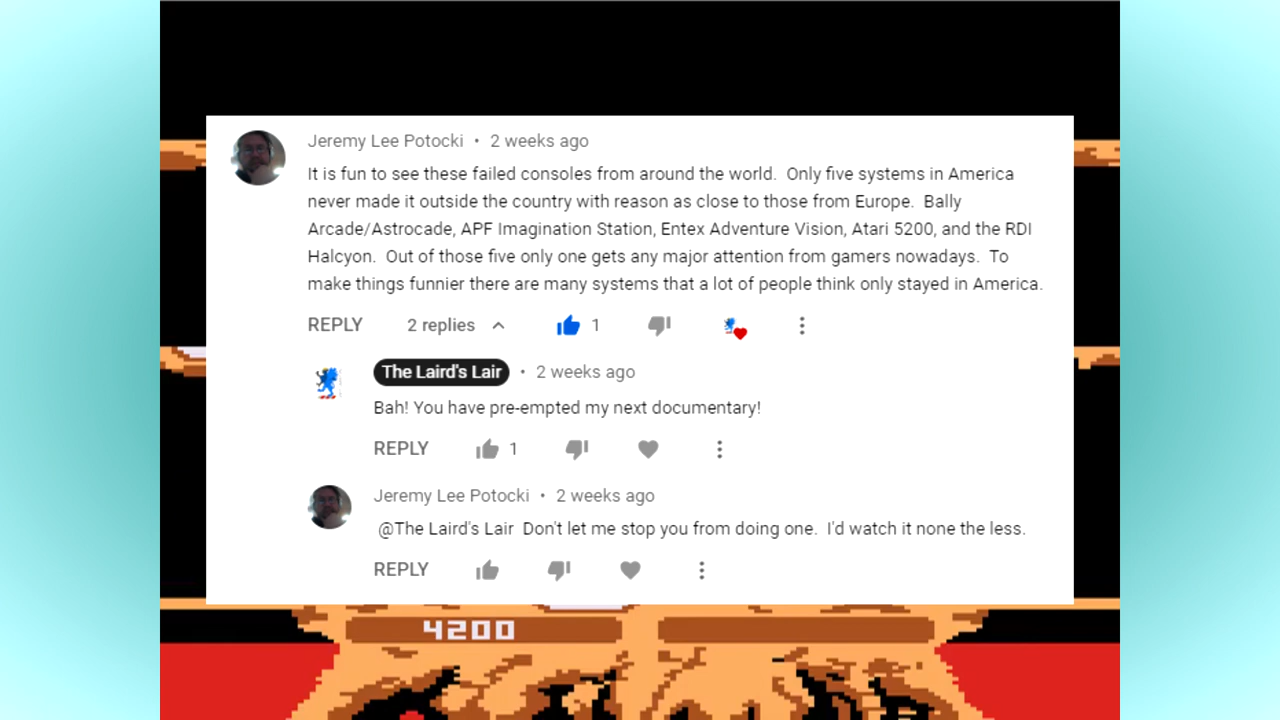 Jeremy Lee Potocki • 2 weeks ago
It is fun to see these failed consoles from around the world.  Only five systems in America
never made it outside the country with reason as close to those from Europe.  Bally
Arcade/Astrocade, APF Imagination Station, Entex Adventure Vision, Atari 5200, and the RDI
Halcyon.  Out of those five only one gets any major attention from gamers nowadays.  To
make things funnier there are many systems that a lot of people think only stayed in America.
REPLY 2 replies 1
The Laird's Lair • 2 weeks ago
Bah! You have pre-empted my next documentary!
REPLY 1
Jeremy Lee Potocki • 2 weeks ago
@The Laird's Lair  Don't let me stop you from doing one.  I'd watch it none the less.
REPLY
4200